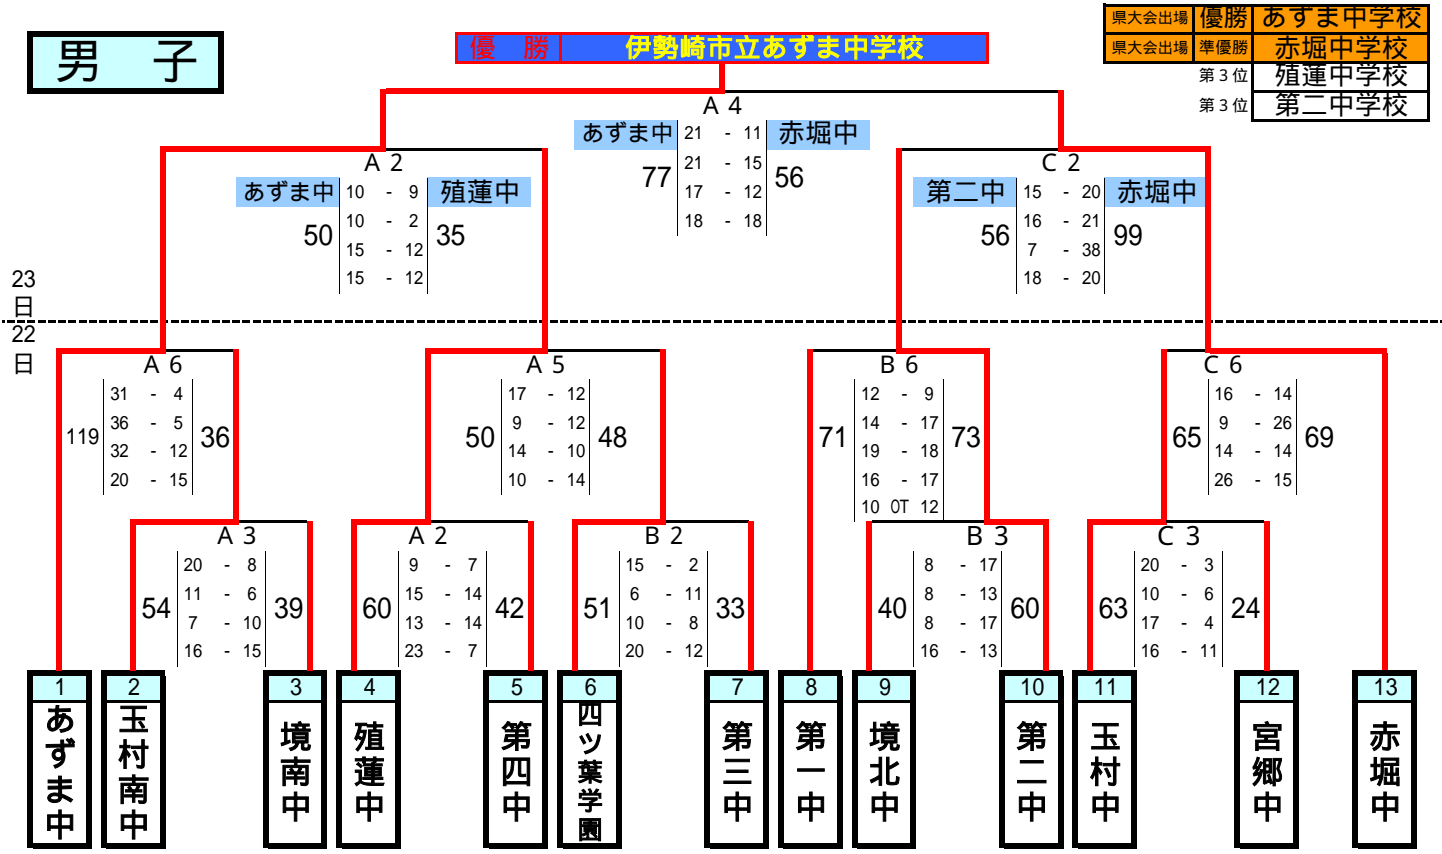 県大会出場 優勝 あずま中学校
男 子
優 勝 伊勢崎市立あずま中学校
県大会出場 準優勝 赤堀中学校
第3位 殖蓮中学校
第3位 第二中学校
A 4
あずま中 21 - 11 赤堀中
77 21 - 15 56
17 - 12
18 - 18
A 2
あずま中 10 - 9 殖蓮中
50 10 - 2 35
15 - 12
15 - 12
C 2
第二中 15 - 20 赤堀中
56 16 - 21 99
7 - 38
18 - 20
23
日
22
日
A 6
31 - 4
119 36 - 5 36
32 - 12
20 - 15
A 5
17 - 12
50 9 - 12 48
14 - 10
10 - 14
B 6
12 - 9
71 14 - 17 73
19 - 18
16 - 17
10 OT 12
C 6
16 - 14
65 9 - 26 69
14 - 14
26 - 15
A 3
20 - 8
54 11 - 6 39
7 - 10
16 - 15
A 2
9 - 7
60 15 - 14 42
13 - 14
23 - 7
B 2
15 - 2
51 6 - 11 33
10 - 8
20 - 12
B 3
8 - 17
40 8 - 13 60
8 - 17
16 - 13
C 3
20 - 3
63 10 - 6 24
17 - 4
16 - 11
1 あずま中
2 玉村南中
3 境南中
4 殖蓮中
5 第四中
6 四ツ葉学園
7 第三中
8 第一中
9 境北中
10 第二中
11 玉村中
12 宮郷中
13 赤堀中